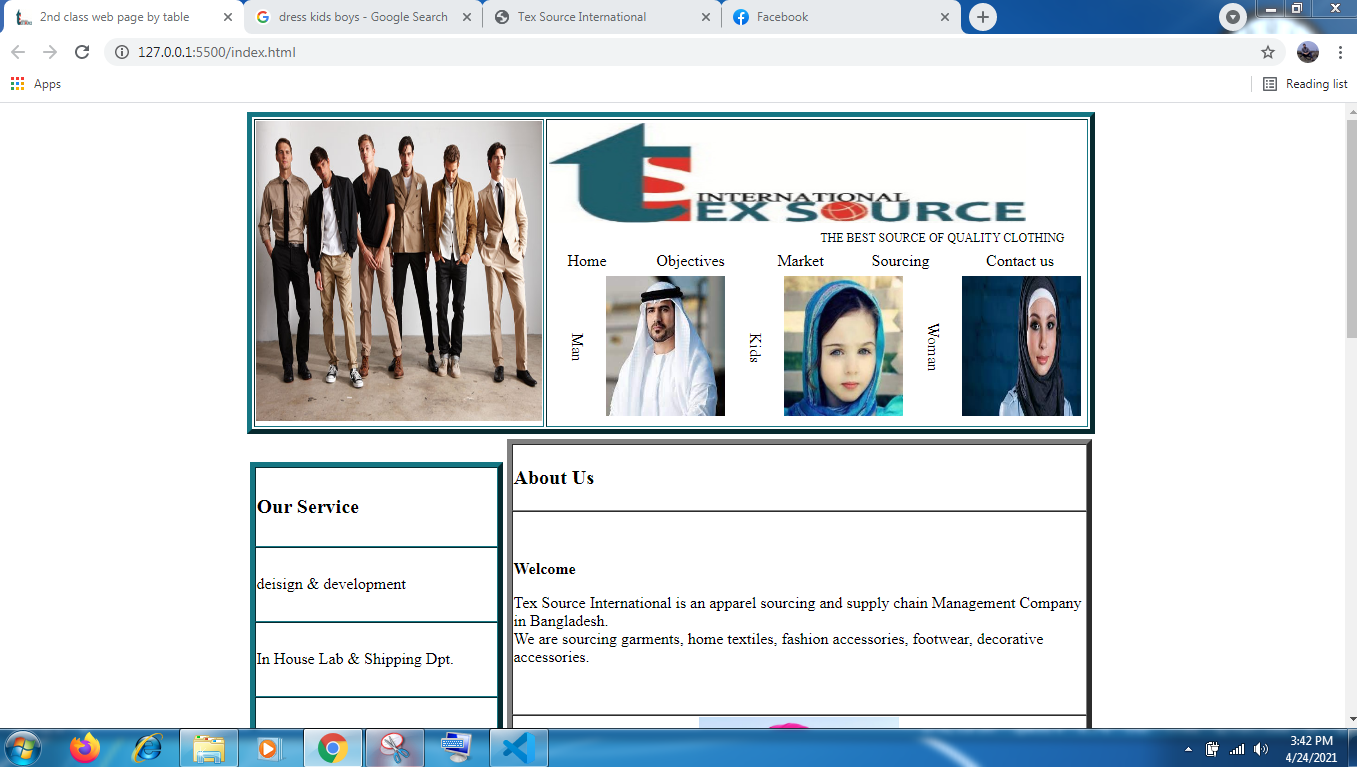 2nd class web page by table
dress kids boys - Google Search
Tex Source International
Facebook
127.0.0.1:5500/index.html
Apps
Reading list
ts
INTERNATIONAL
TEX SOURCE
THE BEST SOURCE OF QUALITY CLOTHING
Home Objectives Market Sourcing Contact us
Man
Kids
Woman
Our Service
deisign & development
In House Lab & Shipping Dpt.
About Us
Welcome
Tex Source International is an apparel sourcing and supply chain Management Company
in Bangladesh.
We are sourcing garments, home textiles, fashion accessories, footwear, decorative
accessories.
3:42 PM
4/24/2021